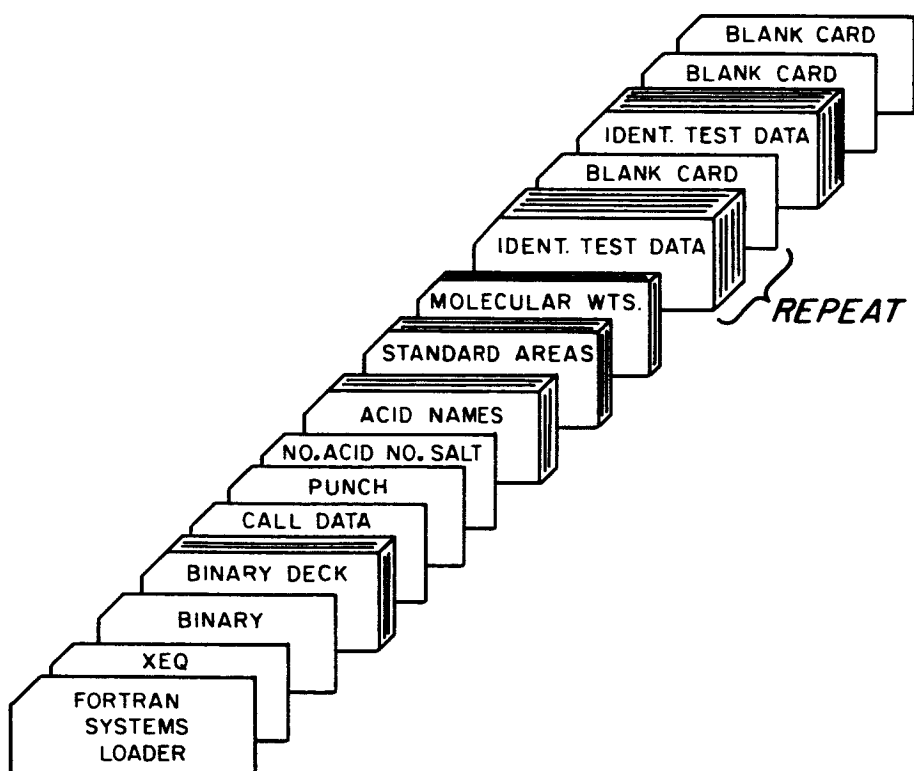 BLANK CARD
BLANK CARD
IDENT. TEST DATA
BLANK CARD
IDENT. TEST DATA
MOLECULAR WTS.
REPEAT
STANDARD AREAS
ACID NAMES
NO. ACID NO. SALT
PUNCH
CALL DATA
BINARY DECK
BINARY
XEQ
FORTRAN
SYSTEMS
LOADER